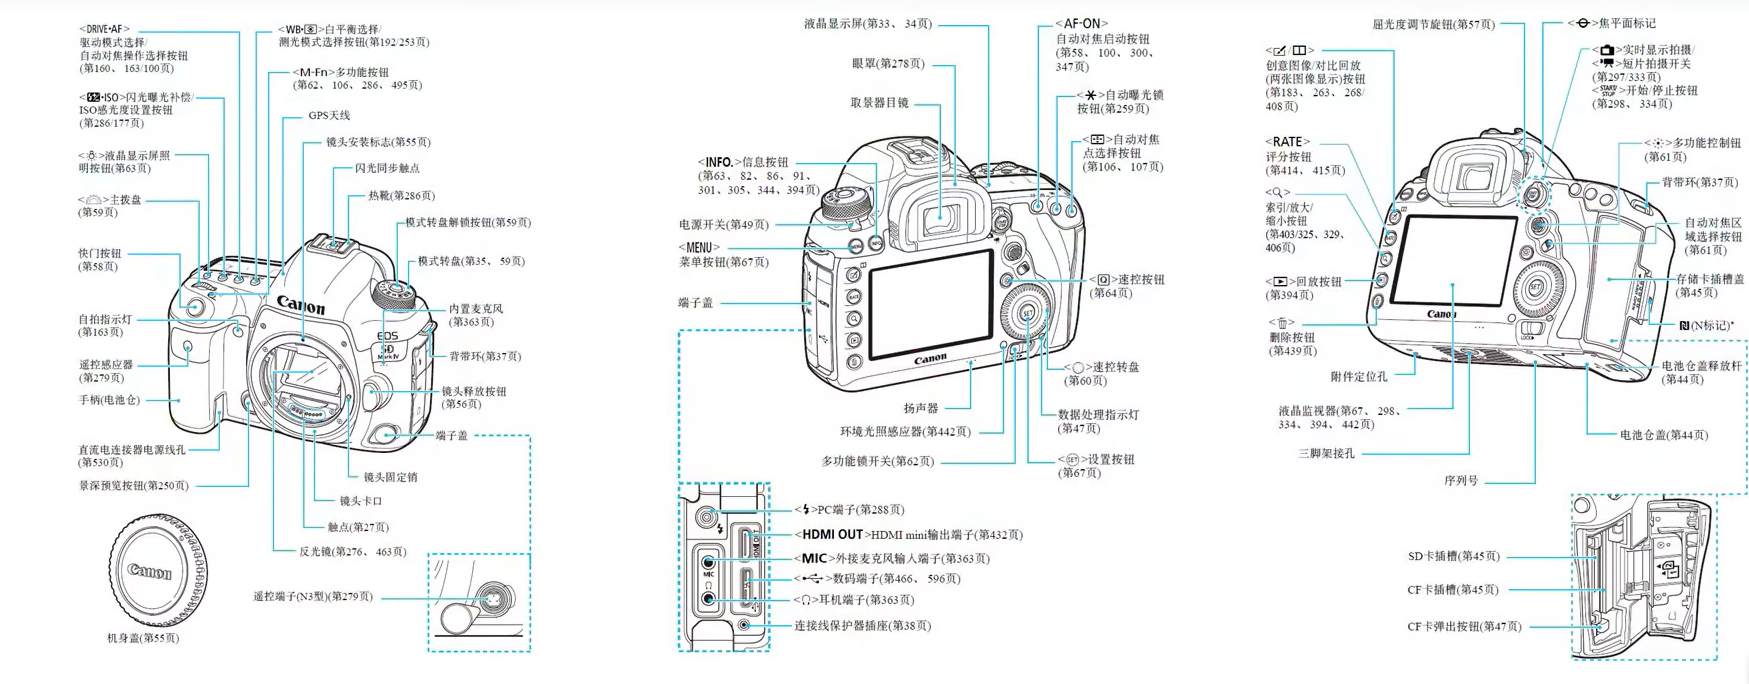 <DRIVE•AF>
驱动模式选择/
自动对焦操作选择按钮
(第160、163/100页)
<WB•>白平衡选择/
测光模式选择按钮(第192/253页)
<M-Fn>多功能按钮
(第62、106、286、495页)
<•ISO>闪光曝光补偿/
ISO感光度设置按钮
(第286/177页)
GPS天线
镜头安装标志(第55页)
<>液晶显示屏照
明按钮(第63页)
闪光同步触点
热靴(第286页)
<>主拨盘
(第59页)
模式转盘解锁按钮(第59页)
快门按钮
(第58页)
模式转盘(第35、59页)
内置麦克风
(第363页)
自拍指示灯
(第163页)
背带环(第37页)
遥控感应器
(第279页)
镜头释放按钮
(第56页)
手柄(电池仓)
端子盖
直流电连接器电源线孔
(第530页)
镜头固定销
景深预览按钮(第250页)
镜头卡口
触点(第27页)
反光镜(第276、463页)
遥控端子(N3型)(第279页)
机身盖(第55页)
Canon
EOS
5D
Mark IV
Canon
液晶显示屏(第33、34页)
<AF-ON>
自动对焦启动按钮
(第58、100、300、
347页)
眼罩(第278页)
取景器目镜
<✱>自动曝光锁
按钮(第259页)
<>自动对焦
点选择按钮
(第106、107页)
<INFO.>信息按钮
(第63、82、86、91、
301、305、344、394页)
电源开关(第49页)
<MENU>
菜单按钮(第67页)
<Q>速控按钮
(第64页)
端子盖
<>速控转盘
(第60页)
扬声器
数据处理指示灯
(第47页)
环境光照感应器(第442页)
多功能锁开关(第62页)
<SET>设置按钮
(第67页)
Canon
SET
<>PC端子(第288页)
<HDMI OUT>HDMI mini输出端子(第432页)
<MIC>外接麦克风输入端子(第363页)
<>数码端子(第466、596页)
<>耳机端子(第363页)
连接线保护器插座(第38页)
MIC
HDMI OUT
屈光度调节旋钮(第57页)
<>焦平面标记
</>
创意图像/对比回放
(两张图像显示)按钮
(第183、263、268/
408页)
<>实时显示拍摄/
<>短片拍摄开关
(第297/333页)
<START/STOP>开始/停止按钮
(第298、334页)
<RATE>
评分按钮
(第414、415页)
<>多功能控制钮
(第61页)
<>
索引/放大/
缩小按钮
(第403/325、329、
406页)
背带环(第37页)
自动对焦区
域选择按钮
(第61页)
<>回放按钮
(第394页)
存储卡插槽盖
(第45页)
<>
删除按钮
(第439页)
(N标记)*
附件定位孔
电池仓盖释放杆
(第44页)
液晶监视器(第67、298、
334、394、442页)
电池仓盖(第44页)
三脚架接孔
序列号
Canon
SET
LOCK
SD卡插槽(第45页)
CF卡插槽(第45页)
CF卡弹出按钮(第47页)